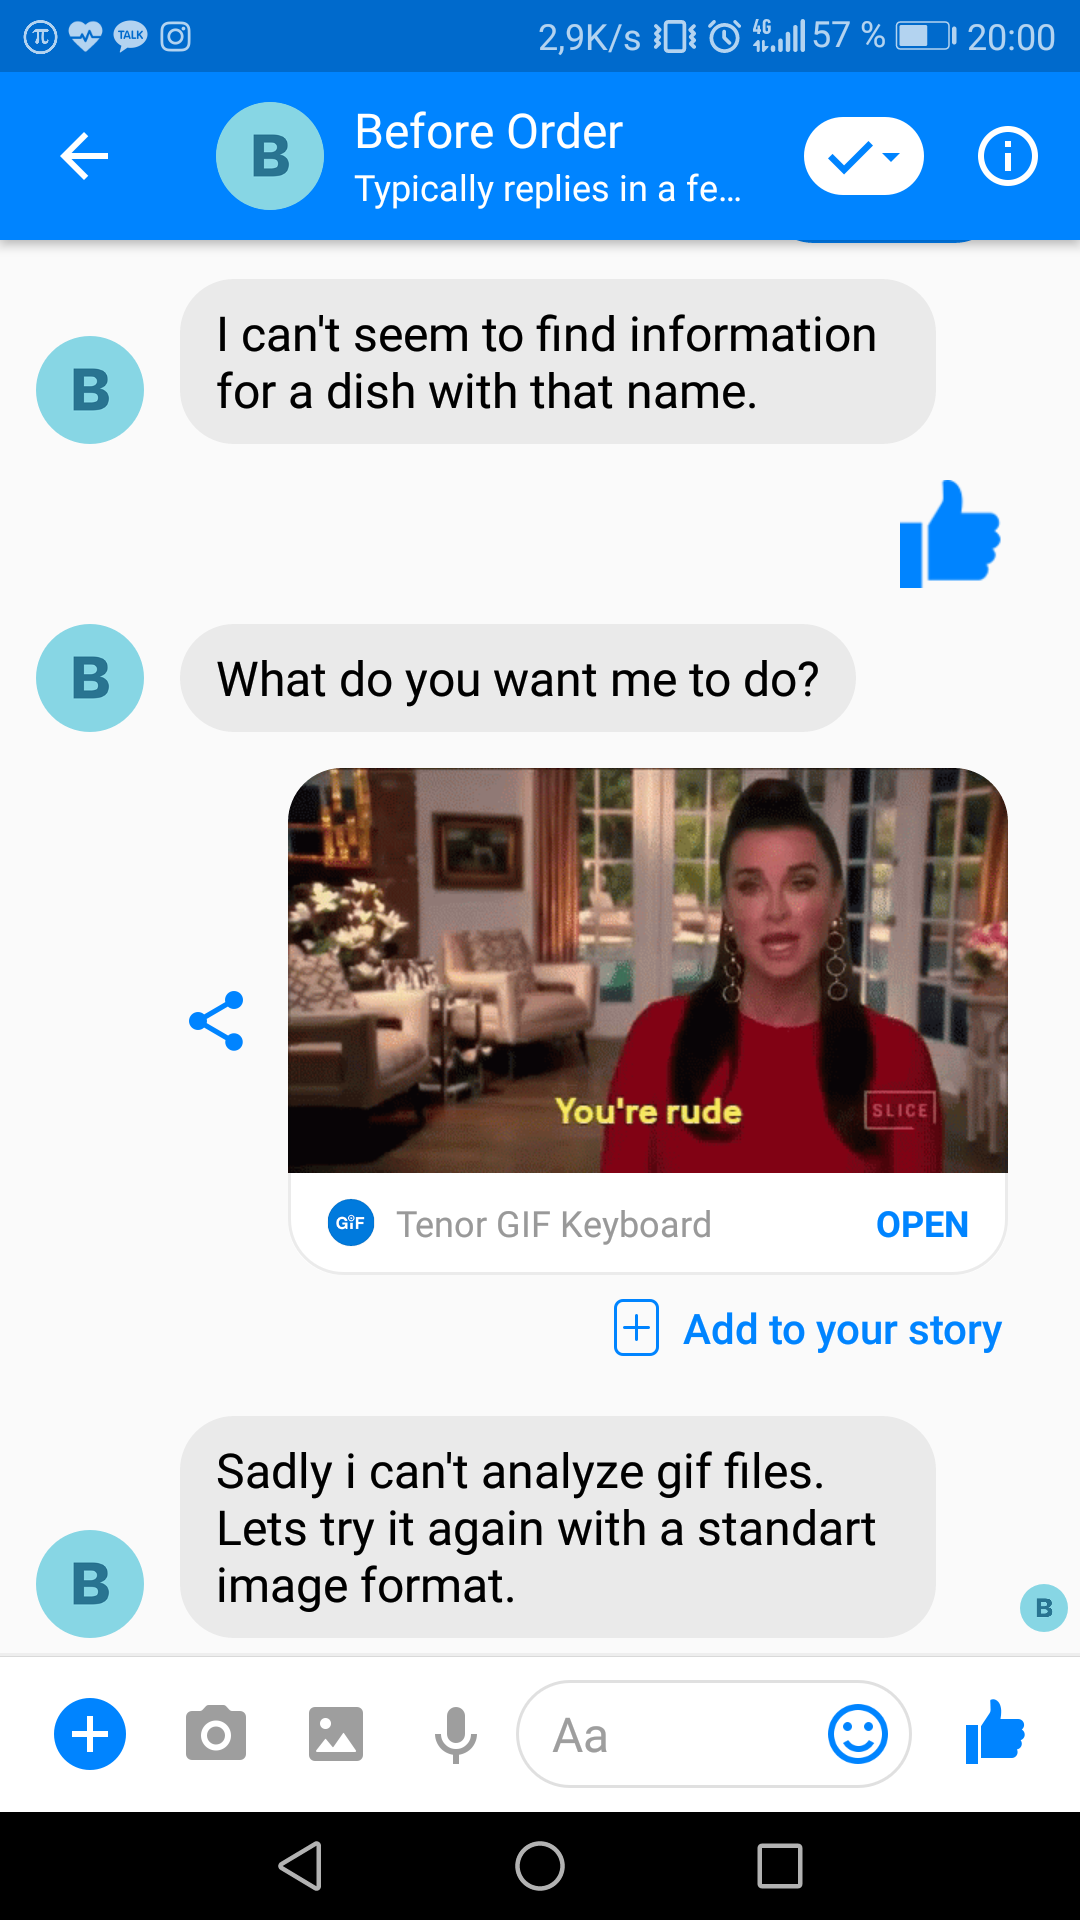 TALK
2,9K/s 4G 57 % 20:00
B
Before Order
Typically replies in a fe...
I can't seem to find information
for a dish with that name.
B
What do you want me to do?
B
You're rude
SLICE
GIF Tenor GIF Keyboard OPEN
Add to your story
Sadly i can't analyze gif files.
Lets try it again with a standart
image format.
B
B
Aa